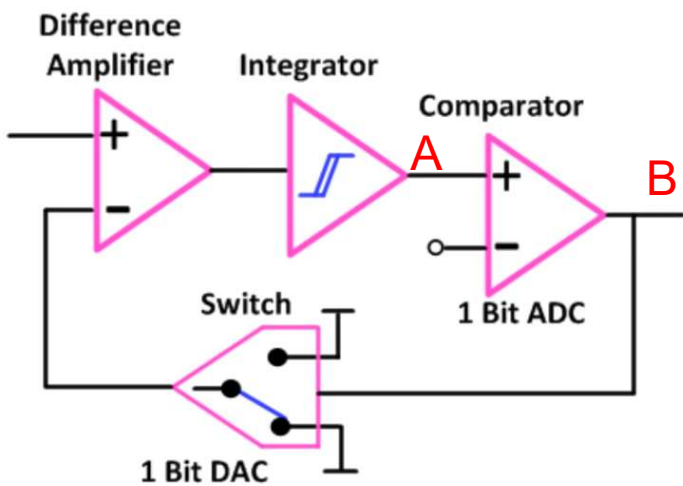 Difference
Amplifier
Integrator
Comparator
A
B
+
-
+
-
1 Bit ADC
Switch
1 Bit DAC